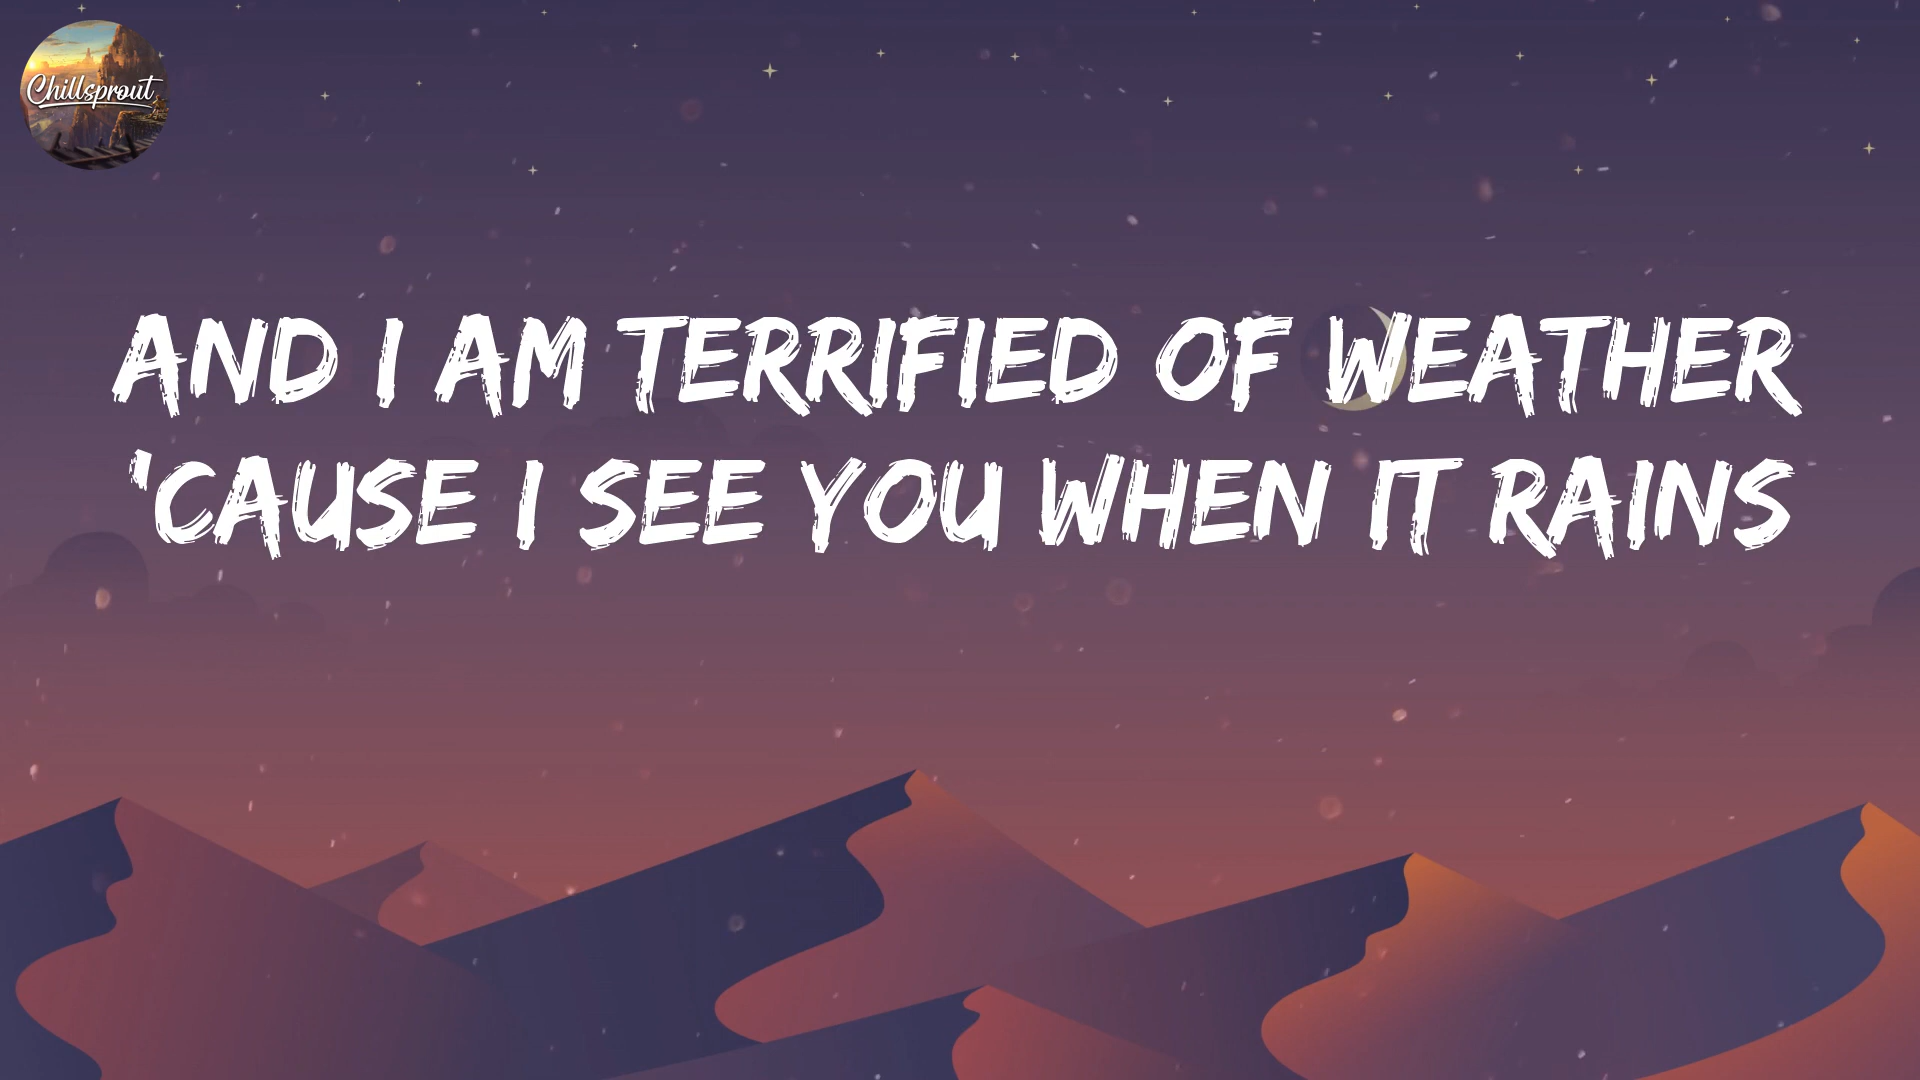 Chillsprout
AND I AM TERRIFIED OF WEATHER
'CAUSE I SEE YOU WHEN IT RAINS